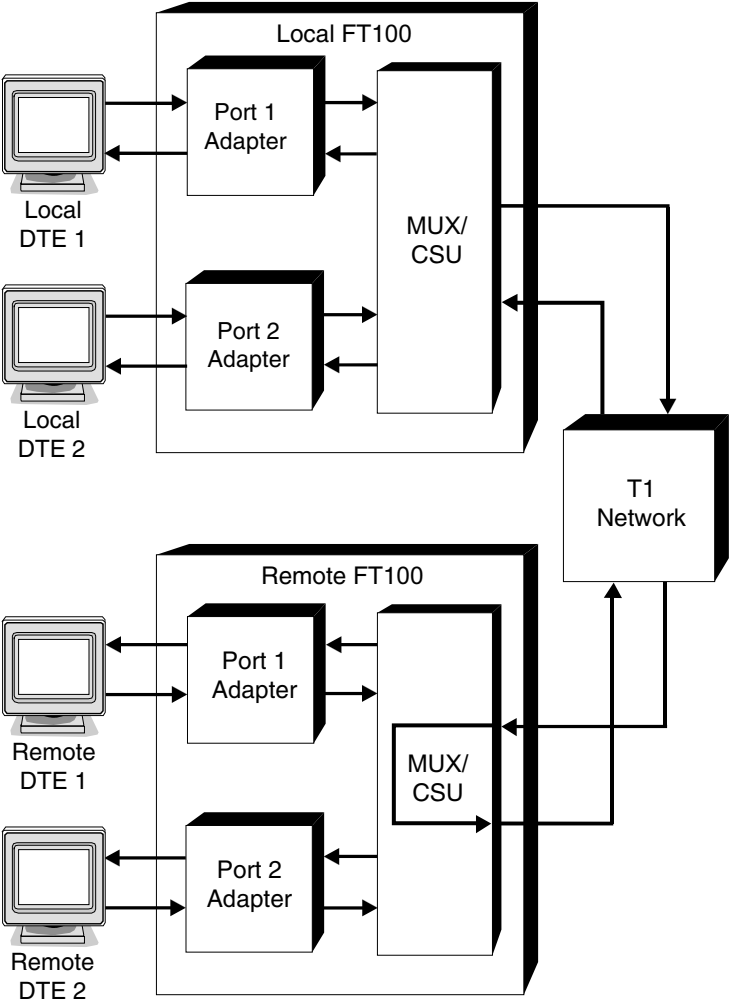 Local FT100
Port 1
Adapter
MUX/
CSU
Local
DTE 1
Port 2
Adapter
Local
DTE 2
T1
Network
Remote FT100
Port 1
Adapter
Remote
DTE 1
MUX/
CSU
Port 2
Adapter
Remote
DTE 2